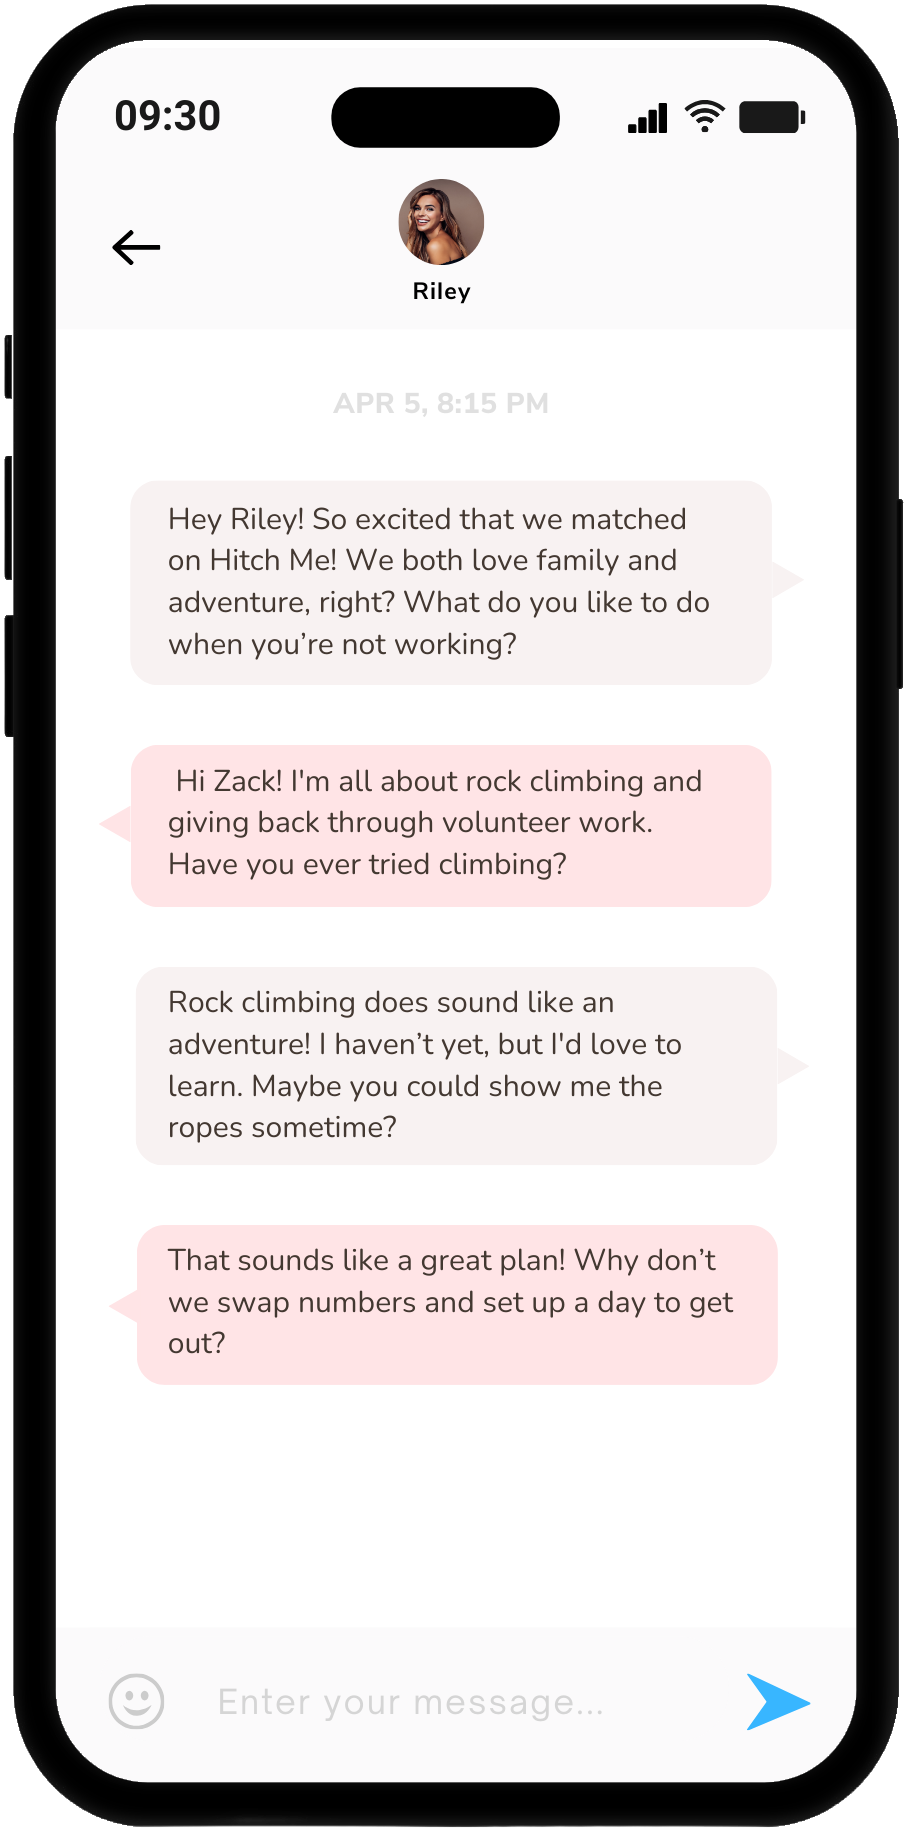 09:30
Riley
APR 5, 8:15 PM
Hey Riley! So excited that we matched
on Hitch Me! We both love family and
adventure, right? What do you like to do
when you’re not working?
Hi Zack! I'm all about rock climbing and
giving back through volunteer work.
Have you ever tried climbing?
Rock climbing does sound like an
adventure! I haven’t yet, but I'd love to
learn. Maybe you could show me the
ropes sometime?
That sounds like a great plan! Why don’t
we swap numbers and set up a day to get
out?
Enter your message...